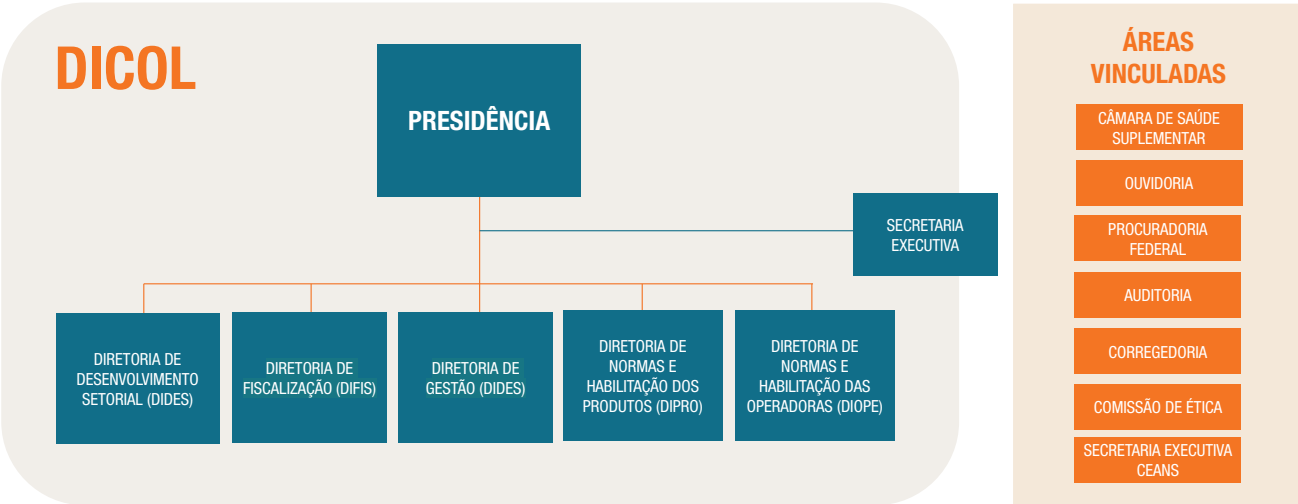 DICOL
PRESIDÊNCIA
SECRETARIA
EXECUTIVA
DIRETORIA DE
DESENVOLVIMENTO
SETORIAL (DIDES)
DIRETORIA DE
FISCALIZAÇÃO (DIFIS)
DIRETORIA DE
GESTÃO (DIDES)
DIRETORIA DE
NORMAS E
HABILITAÇÃO DOS
PRODUTOS (DIPRO)
DIRETORIA DE
NORMAS E
HABILITAÇÃO DAS
OPERADORAS (DIOPE)
ÁREAS
VINCULADAS
CÂMARA DE SAÚDE
SUPLEMENTAR
OUVIDORIA
PROCURADORIA
FEDERAL
AUDITORIA
CORREGEDORIA
COMISSÃO DE ÉTICA
SECRETARIA EXECUTIVA
CEANS